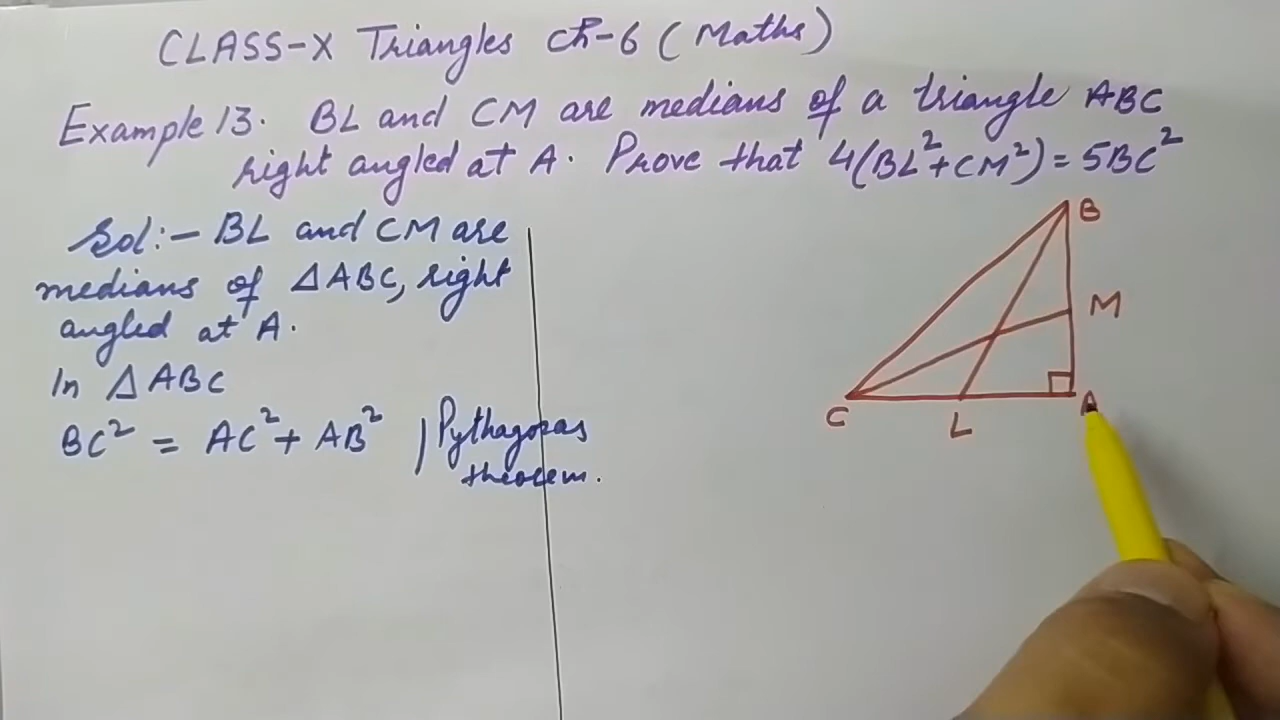 CLASS-X Triangles Ch-6 (Maths)
Example 13. BL and CM are medians of a triangle ABC
right angled at A. Prove that 4(BL²+CM²)=5BC²
Sol:- BL and CM are
medians of △ABC, right
angled at A.
In △ABC
BC² = AC²+ AB² | Pythagoras
theorem.
B
M
C L A